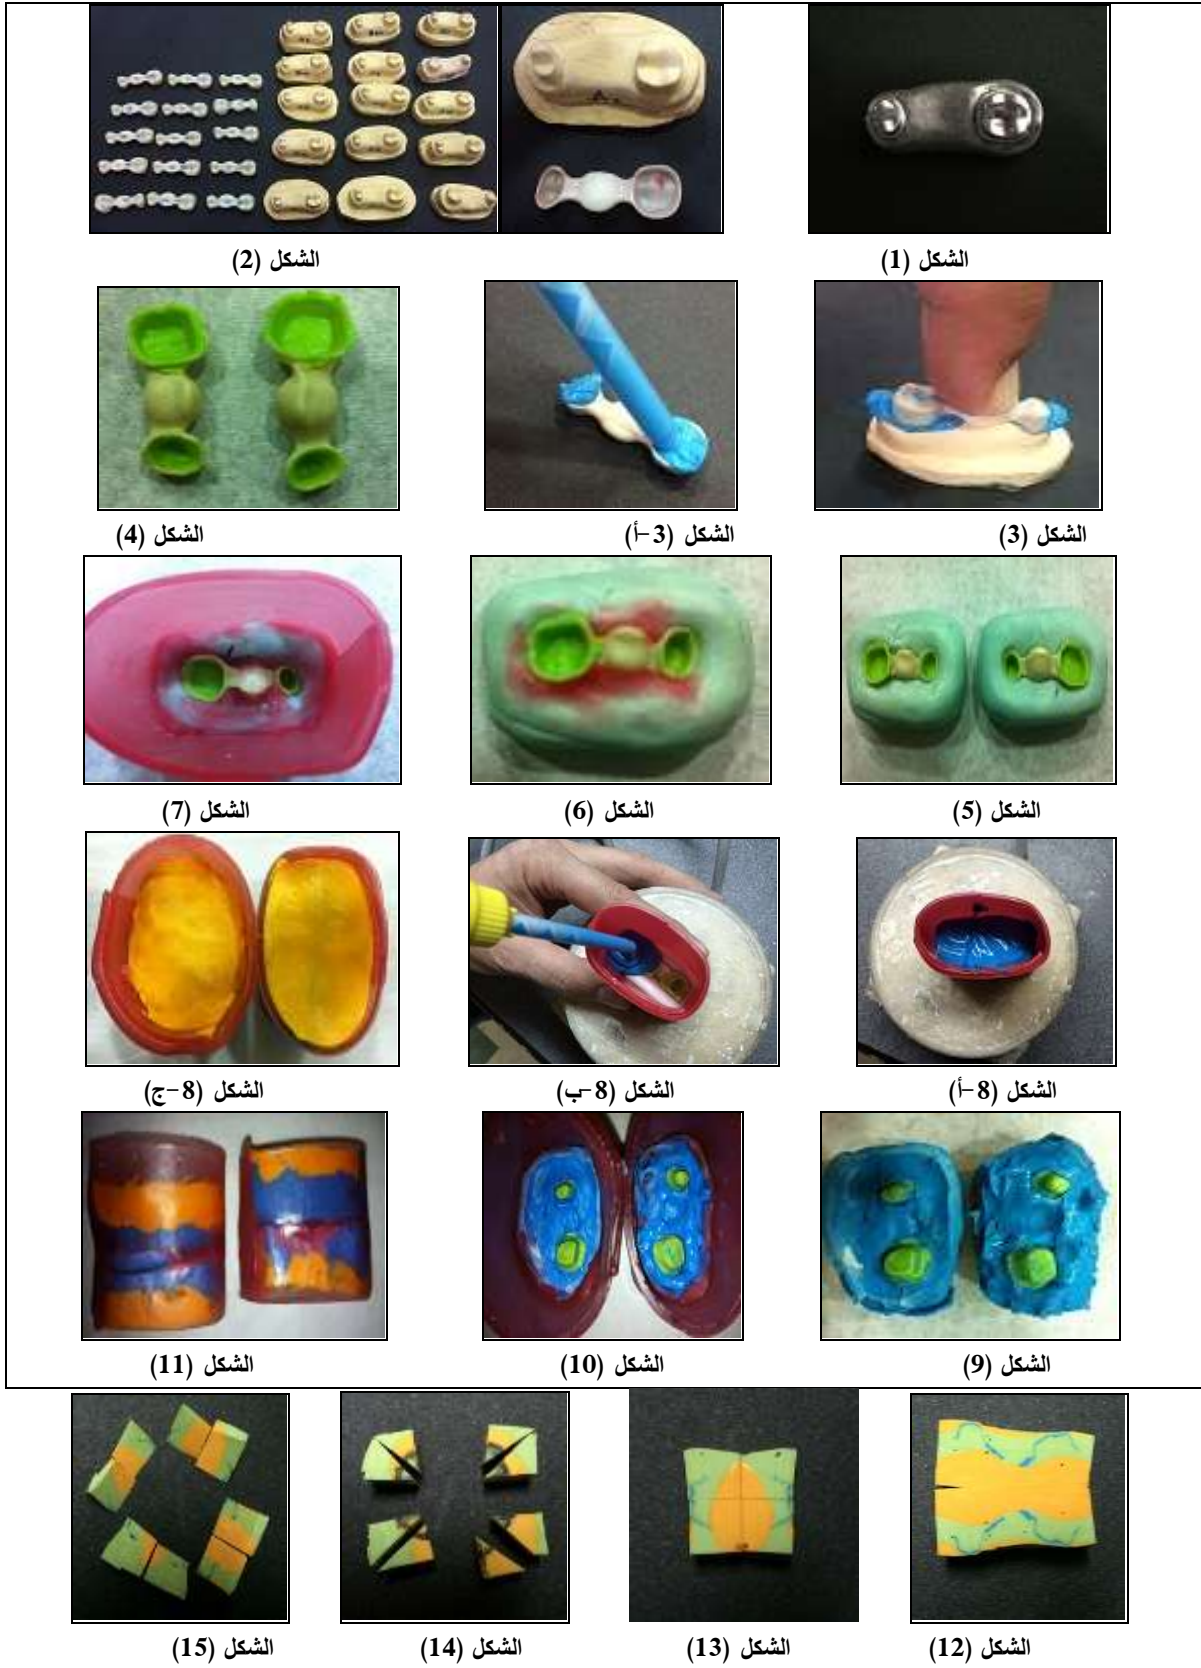 الشكل (1)
الشكل (2)
الشكل (3)
الشكل (3-أ)
الشكل (4)
الشكل (5)
الشكل (6)
الشكل (7)
الشكل (8-أ)
الشكل (8-ب)
الشكل (8-ج)
الشكل (9)
الشكل (10)
الشكل (11)
الشكل (12)
الشكل (13)
الشكل (14)
الشكل (15)